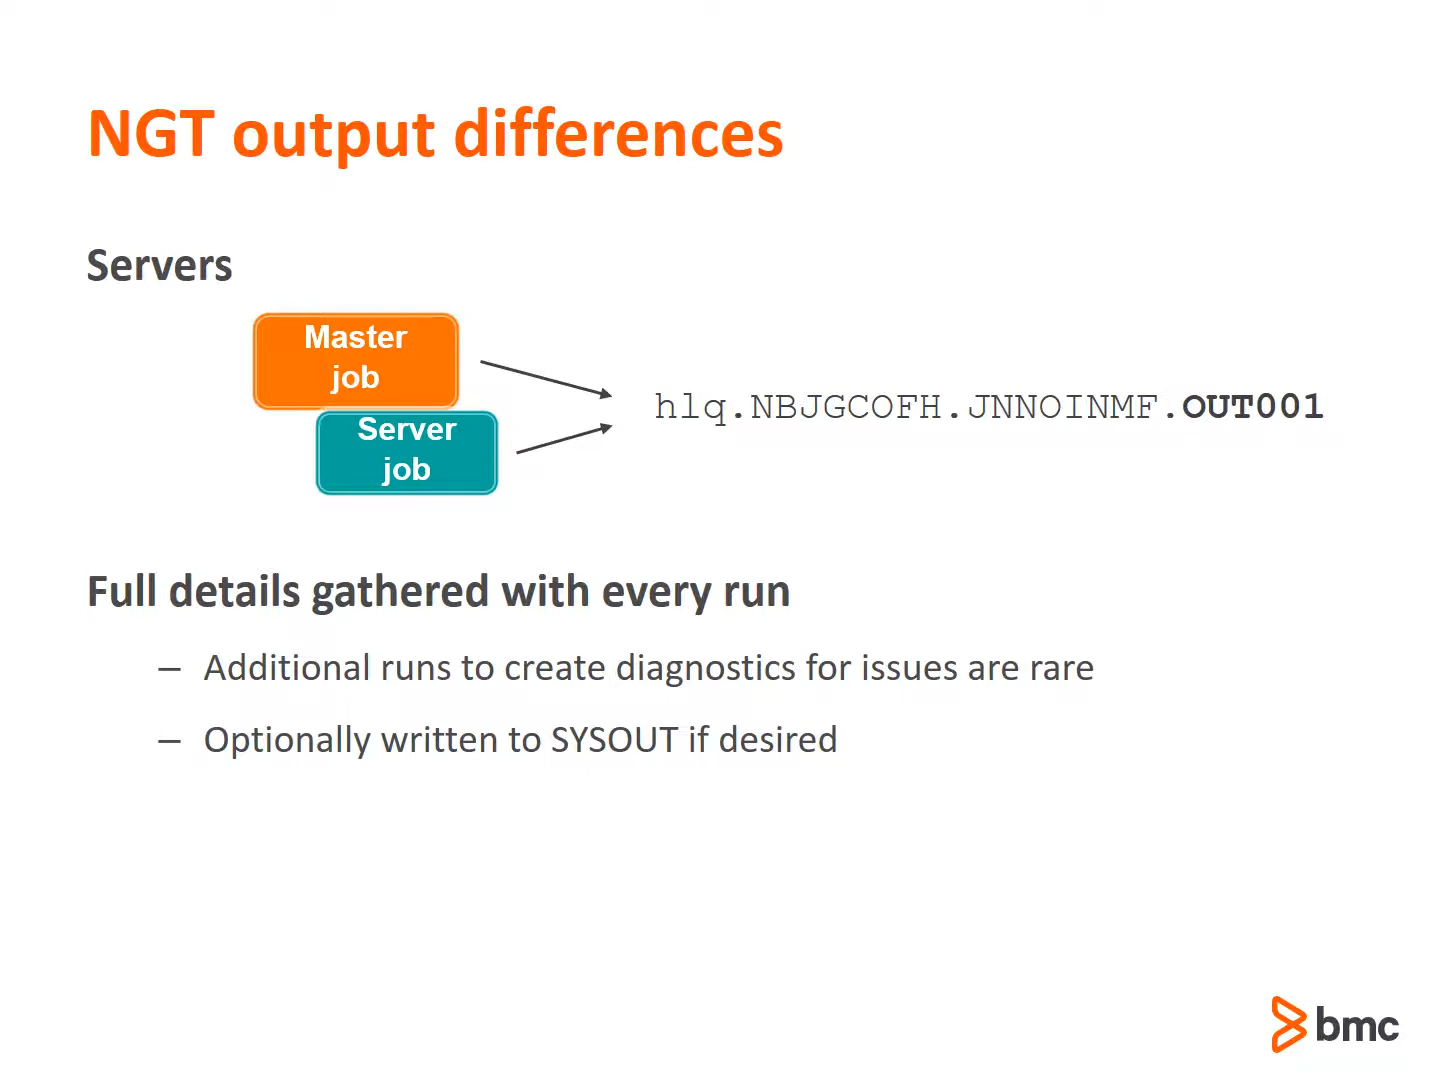 NGT output differences
Servers
Master
job
Server
job
hlq.NBJGCOFH.JNNOINMF.OUT001
Full details gathered with every run
– Additional runs to create diagnostics for issues are rare
– Optionally written to SYSOUT if desired
bmc